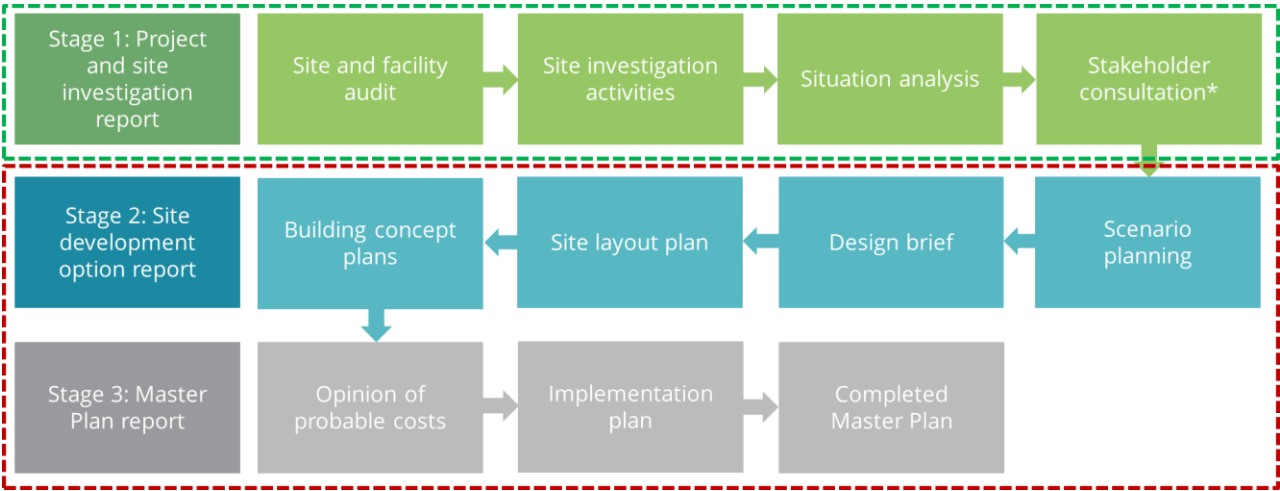 Stage 1: Project
and site
investigation
report
Site and facility
audit
Site investigation
activities
Situation analysis
Stakeholder
consultation*
Stage 2: Site
development
option report
Building concept
plans
Site layout plan
Design brief
Scenario
planning
Stage 3: Master
Plan report
Opinion of
probable costs
Implementation
plan
Completed
Master Plan